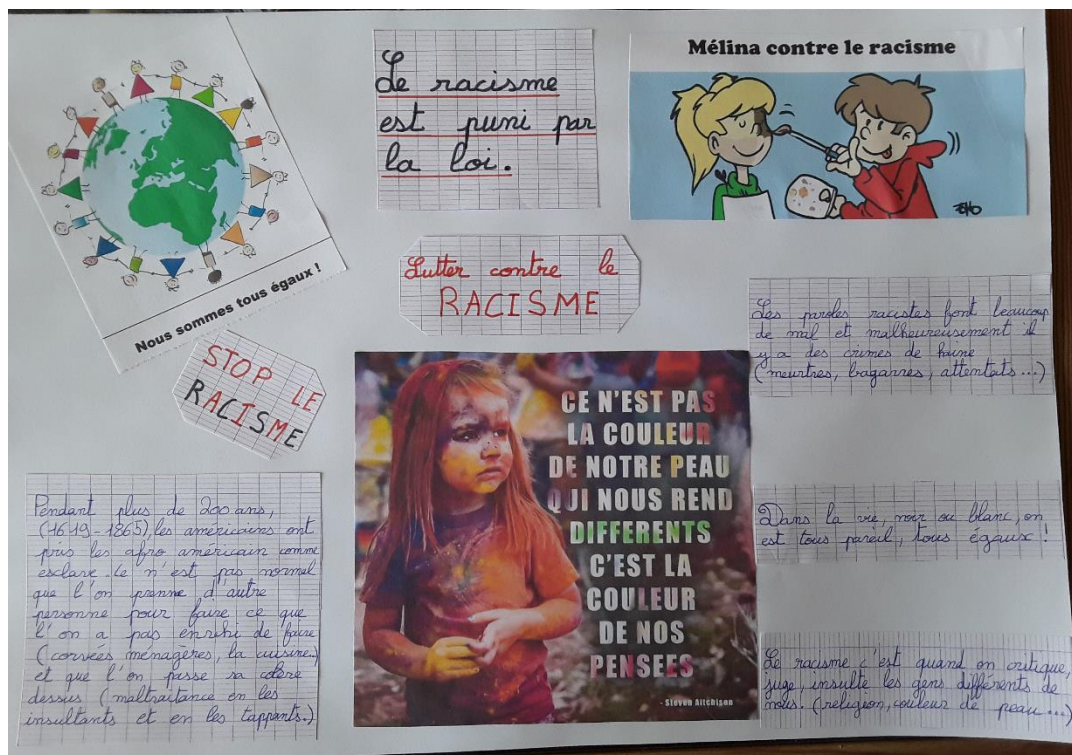 Le racisme
est puni par
la loi.
Mélina contre le racisme
EHO
Nous sommes tous égaux !
Lutter contre le
RACISME
STOP LE
RACISME
Les paroles racistes font beaucoup
de mal et malheureusement il
y a des crimes de haine
(meurtres, bagarres, attentats...)
CE N'EST PAS
LA COULEUR
DE NOTRE PEAU
QUI NOUS REND
DIFFERENTS
C'EST LA
COULEUR
DE NOS
PENSEES
- Steven Aitchison
Dans la vie, noir ou blanc, on
est tous pareil, tous égaux !
Pendant plus de 200 ans,
(1619-1865), les américains ont
pris les afro américain comme
esclave. Ce n'est pas normal
que l'on prenne d'autre
personne pour faire ce que
l'on a pas envihi de faire
(corvées ménagères, la cuisine..)
et que l'on passe sa colère
dessus (maltraitance en les
insultants et en les tappants.)
Le racisme c'est quand on critique,
juge, insulte les gens différents de
nous. (religion, couleur de peau...)